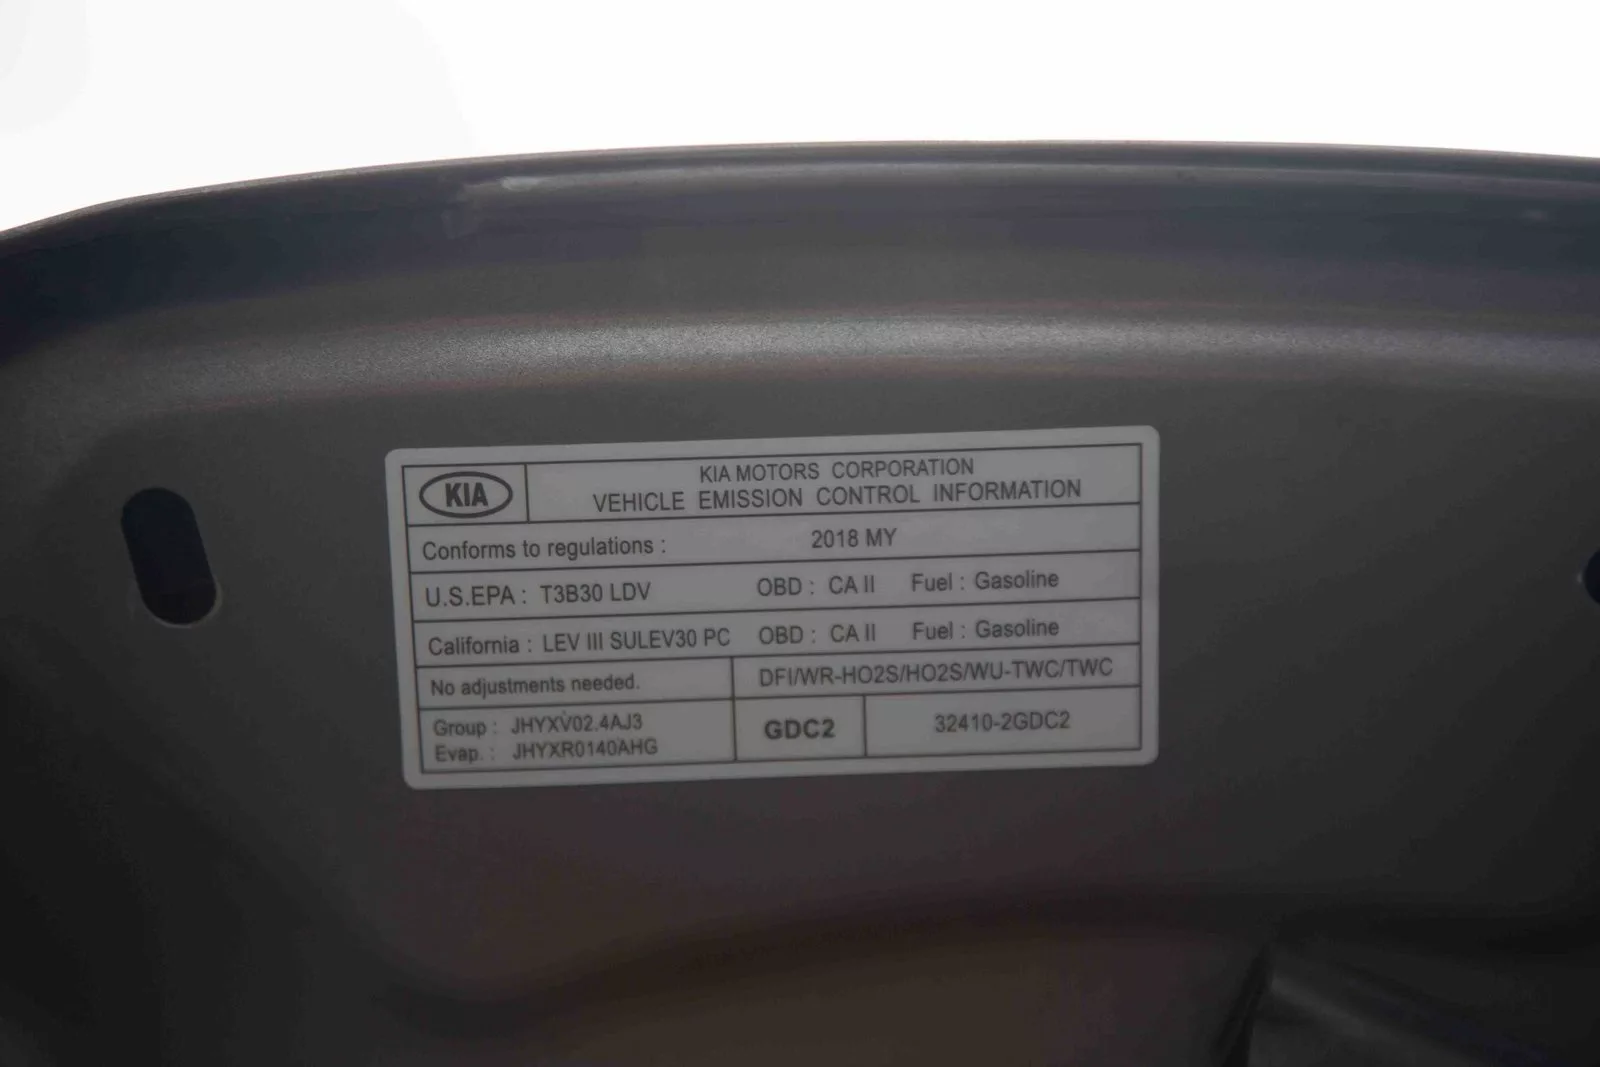 KIA
KIA MOTORS CORPORATION
VEHICLE EMISSION CONTROL INFORMATION
Conforms to regulations : 2018 MY
U.S.EPA : T3B30 LDV OBD : CA II Fuel : Gasoline
California : LEV III SULEV30 PC OBD : CA II Fuel : Gasoline
No adjustments needed. DFI/WR-HO2S/HO2S/WU-TWC/TWC
Group : JHYXV02.4AJ3
Evap. : JHYXR0140AHG
GDC2
32410-2GDC2